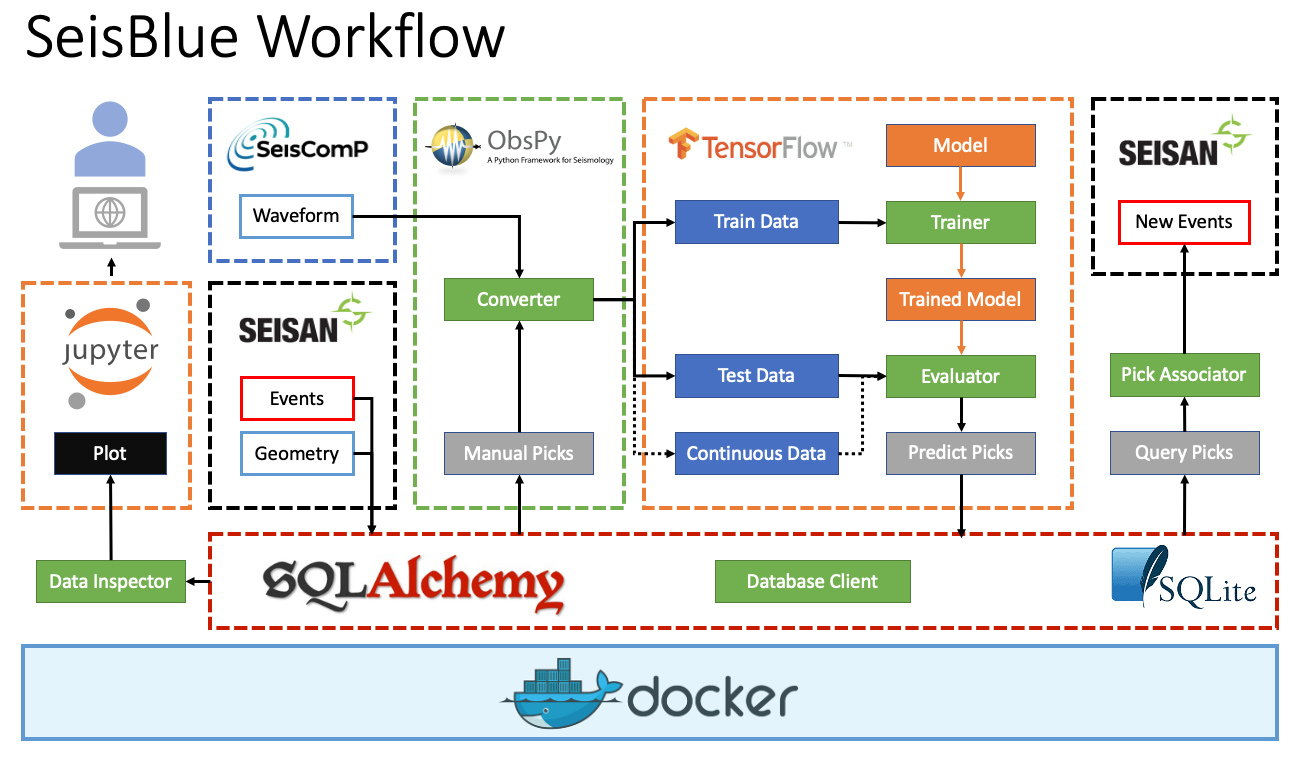 SeisBlue Workflow
SeisComP
Waveform
ObsPy
A Python Framework for Seismology
TensorFlow TM
Model
SEISAN
New Events
Train Data
Trainer
Converter
Trained Model
jupyter
SEISAN
Events
Test Data
Evaluator
Pick Associator
Plot
Geometry
Manual Picks
Continuous Data
Predict Picks
Query Picks
Data Inspector
SQLAlchemy
Database Client
SQLite
docker